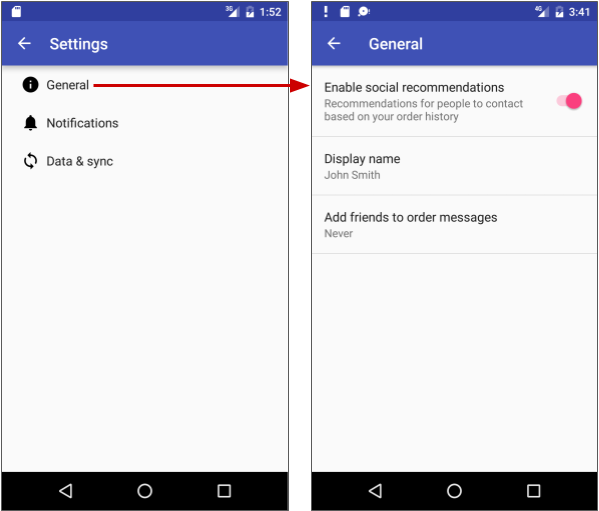 3G 1:52
Settings
General
Notifications
Data & sync
4G 3:41
General
Enable social recommendations
Recommendations for people to contact
based on your order history
Display name
John Smith
Add friends to order messages
Never